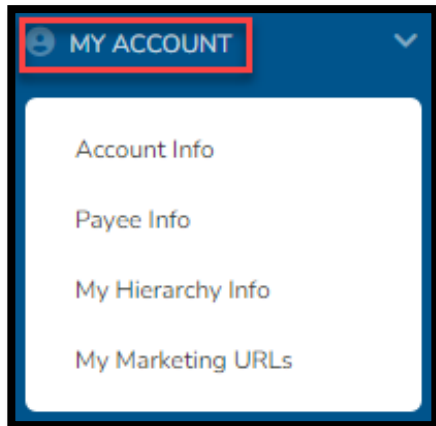 MY ACCOUNT
Account Info
Payee Info
My Hierarchy Info
My Marketing URLs